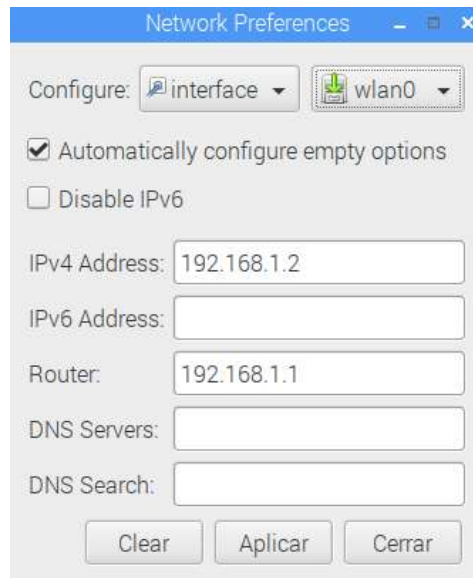 Network Preferences
Configure: interface wlan0
Automatically configure empty options
Disable IPv6
IPv4 Address: 192.168.1.2
IPv6 Address:
Router: 192.168.1.1
DNS Servers:
DNS Search:
Clear Aplicar Cerrar